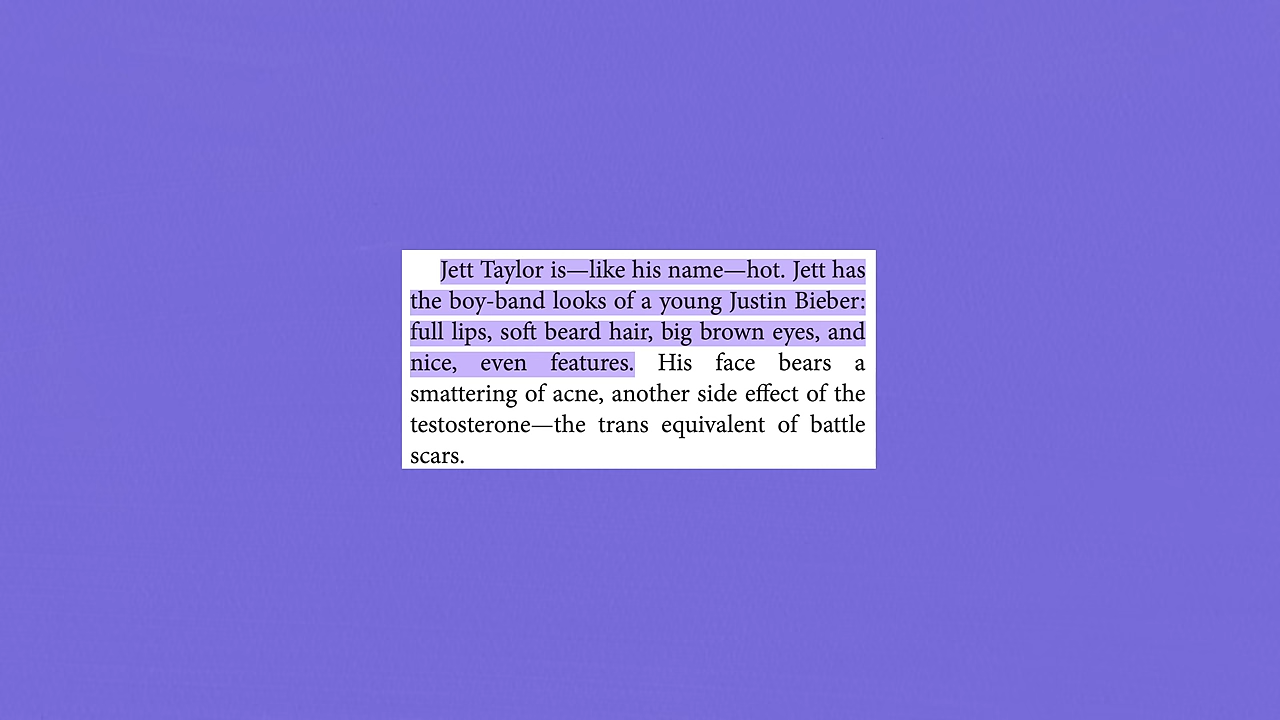 Jett Taylor is—like his name—hot. Jett has
the boy-band looks of a young Justin Bieber:
full lips, soft beard hair, big brown eyes, and
nice, even features. His face bears a
smattering of acne, another side effect of the
testosterone—the trans equivalent of battle
scars.